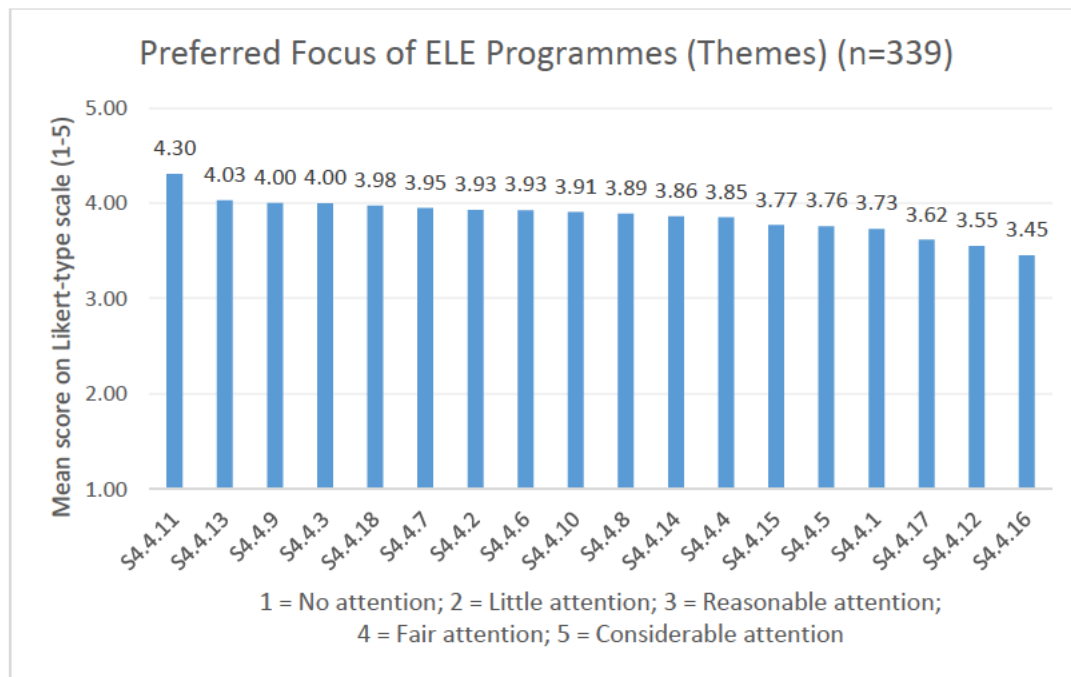 Preferred Focus of ELE Programmes (Themes) (n=339)
Mean score on Likert-type scale (1-5)
5.00
4.00
3.00
2.00
1.00
4.30
4.03
4.00
4.00
3.98
3.95
3.93
3.93
3.91
3.89
3.86
3.85
3.77
3.76
3.73
3.62
3.55
3.45
S4.4.11
S4.4.13
S4.4.9
S4.4.3
S4.4.18
S4.4.7
S4.4.2
S4.4.6
S4.4.10
S4.4.8
S4.4.14
S4.4.4
S4.4.15
S4.4.5
S4.4.1
S4.4.17
S4.4.12
S4.4.16
1 = No attention; 2 = Little attention; 3 = Reasonable attention;
4 = Fair attention; 5 = Considerable attention